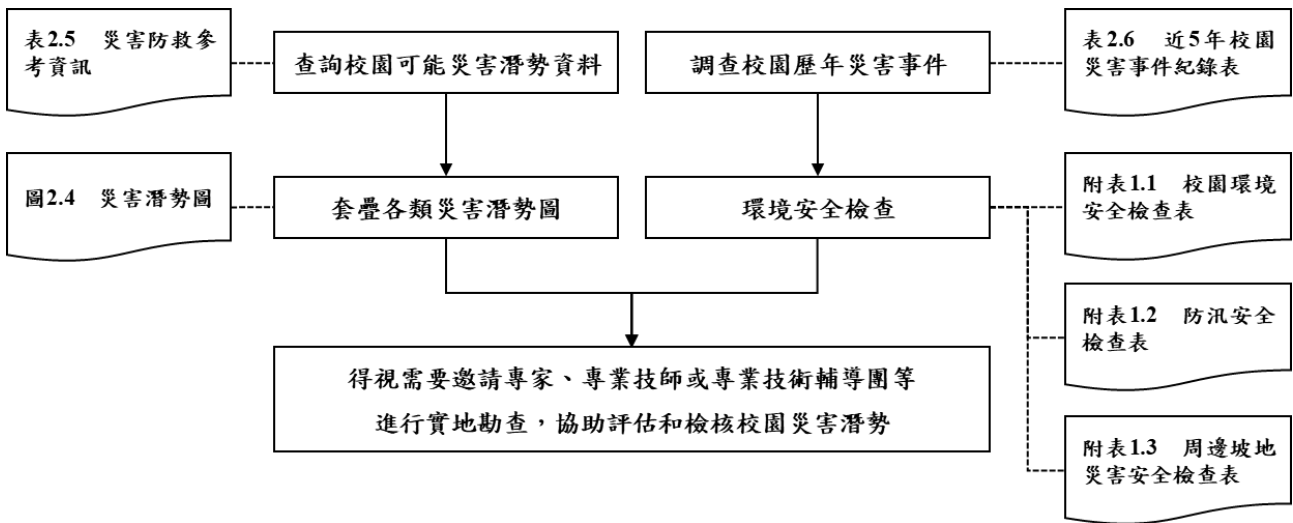 表2.5 災害防救參
考資訊
查詢校園可能災害潛勢資料
調查校園歷年災害事件
表2.6 近5年校園
災害事件紀錄表
圖2.4 災害潛勢圖
套疊各類災害潛勢圖
環境安全檢查
附表1.1 校園環境
安全檢查表
附表1.2 防汛安全
檢查表
得視需要邀請專家、專業技師或專業技術輔導團等
進行實地勘查，協助評估和檢核校園災害潛勢
附表1.3 周邊坡地
災害安全檢查表